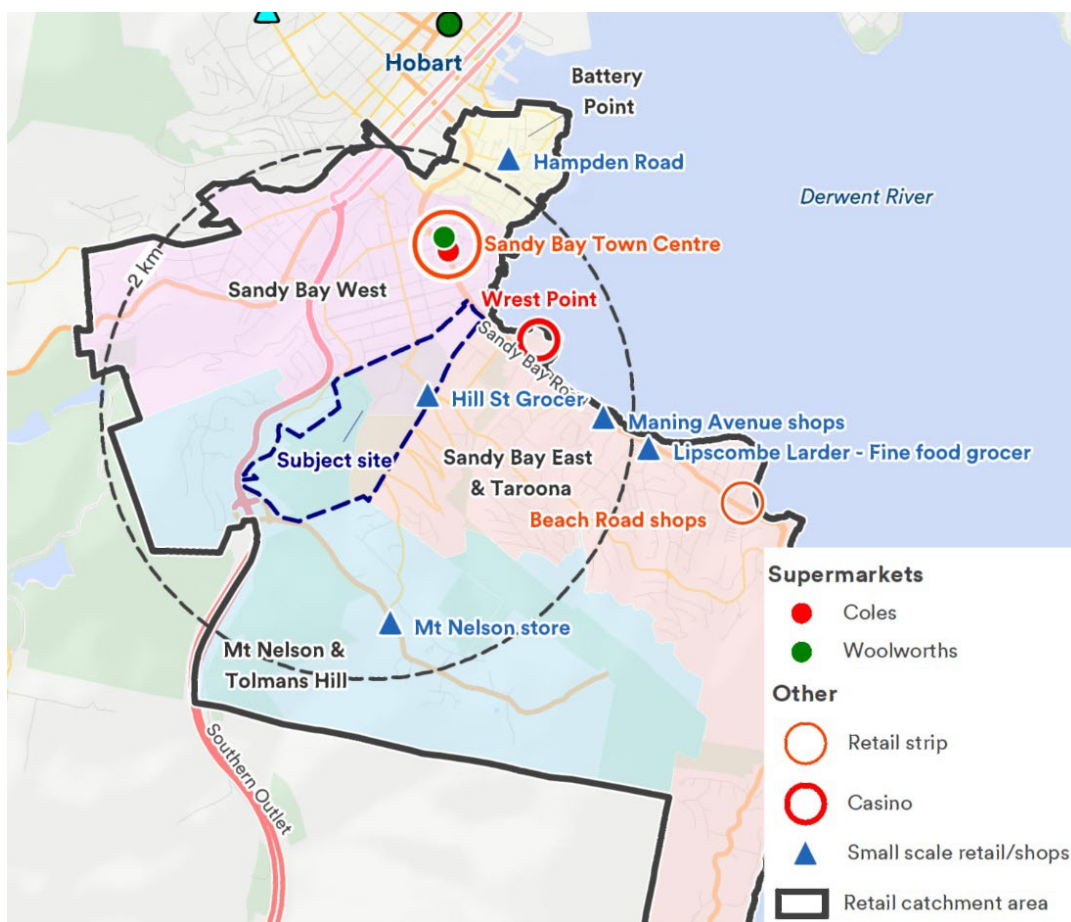 Hobart
Battery
Point
Hampden Road
Derwent River
2 km
Sandy Bay Town Centre
Sandy Bay West
Wrest Point
Sandy Bay Road
Hill St Grocer
Maning Avenue shops
Subject site
Sandy Bay East
& Taroona
Lipscombe Larder - Fine food grocer
Beach Road shops
Mt Nelson store
Mt Nelson &
Tolmans Hill
Southern Outlet
Supermarkets
Coles
Woolworths
Other
Retail strip
Casino
Small scale retail/shops
Retail catchment area